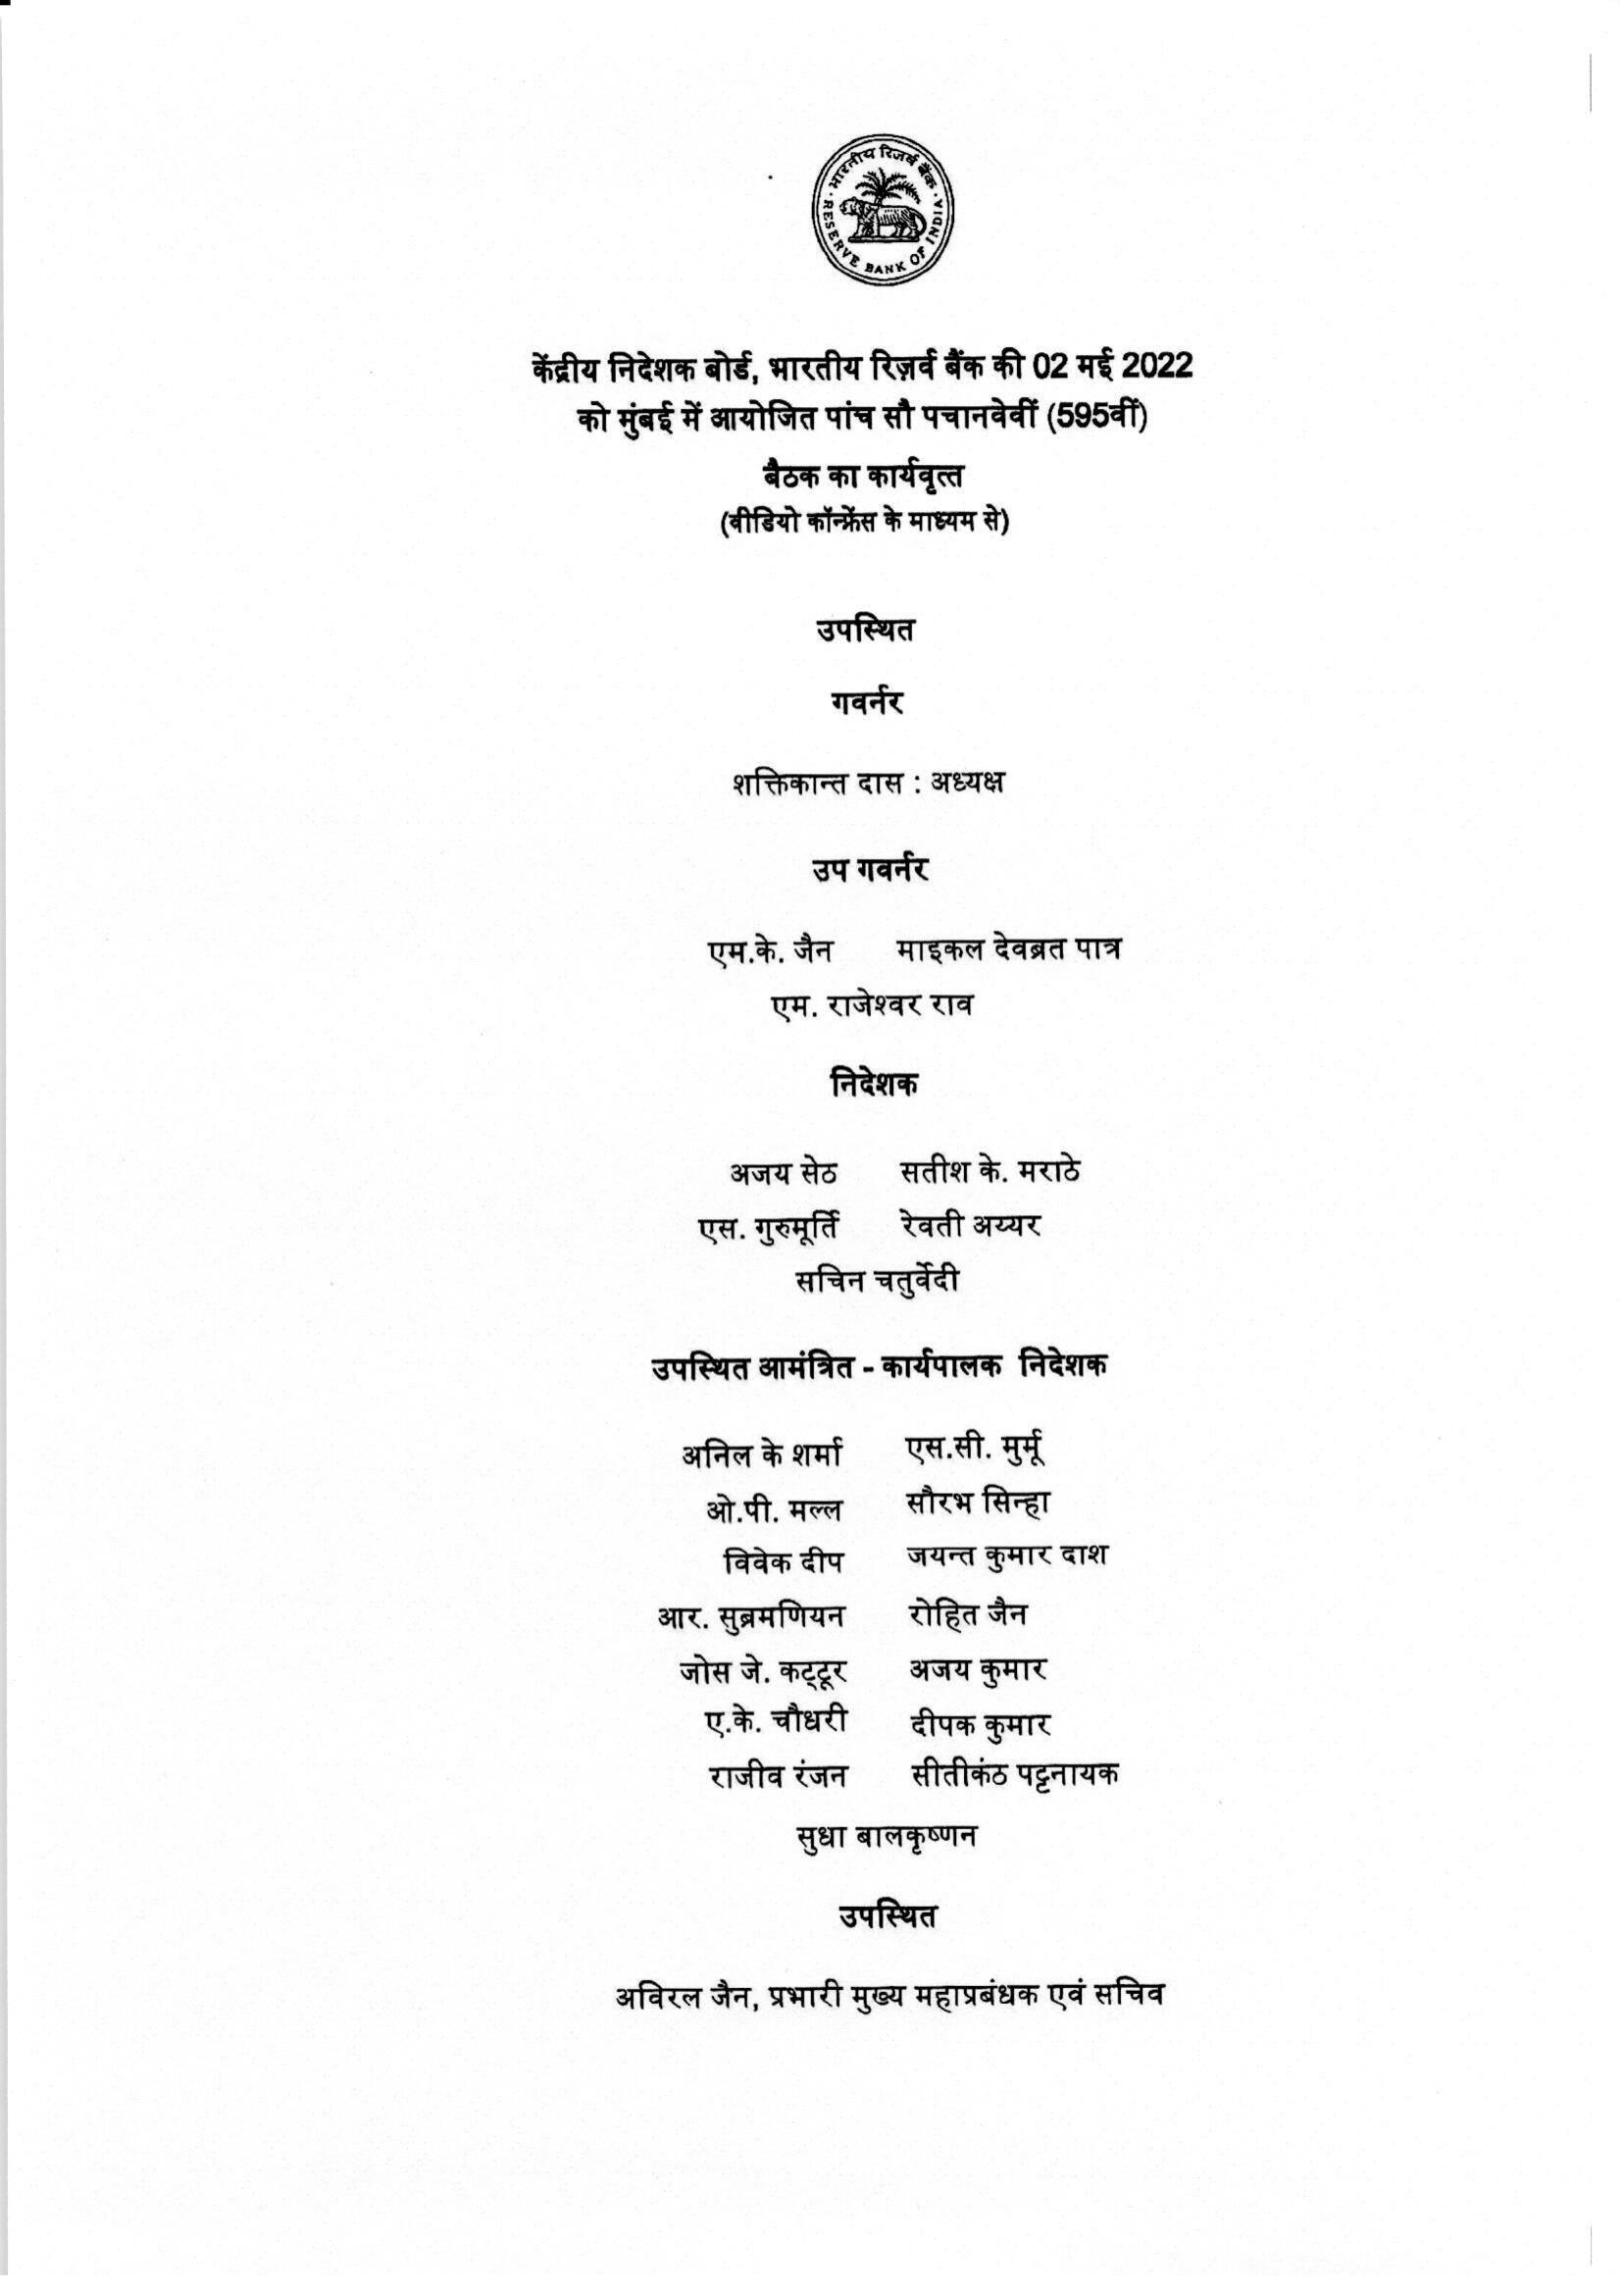 भारतीय रिजर्व बैंक
RESERVE BANK OF INDIA
केंद्रीय निदेशक बोर्ड, भारतीय रिज़र्व बैंक की 02 मई 2022
को मुंबई में आयोजित पांच सौ पचानवेवीं (595वीं)
बैठक का कार्यवृत्त
(वीडियो कॉन्फ्रेंस के माध्यम से)
उपस्थित
गवर्नर
शक्तिकान्त दास : अध्यक्ष
उप गवर्नर
एम.के. जैन माइकल देवब्रत पात्र
एम. राजेश्वर राव
निदेशक
अजय सेठ सतीश के. मराठे
एस. गुरुमूर्ति रेवती अय्यर
सचिन चतुर्वेदी
उपस्थित आमंत्रित - कार्यपालक निदेशक
अनिल के शर्मा एस.सी. मुर्मू
ओ.पी. मल्ल सौरभ सिन्हा
विवेक दीप जयन्त कुमार दाश
आर. सुब्रमणियन रोहित जैन
जोस जे. कट्टूर अजय कुमार
ए.के. चौधरी दीपक कुमार
राजीव रंजन सीतीकंठ पट्टनायक
सुधा बालकृष्णन
उपस्थित
अविरल जैन, प्रभारी मुख्य महाप्रबंधक एवं सचिव